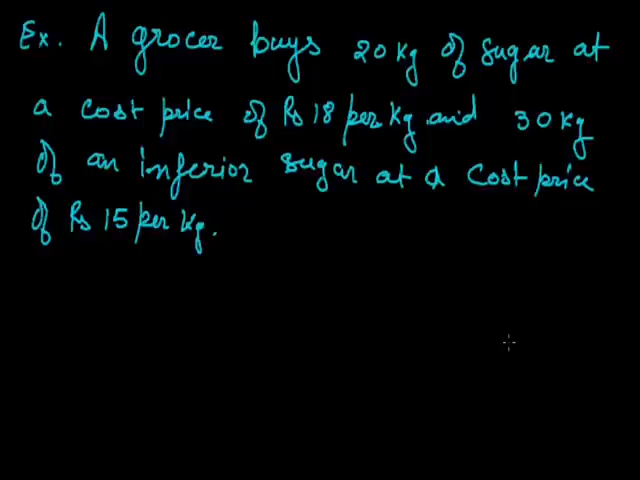 Ex. A grocer buys 20 Kg of sugar at
a cost price of Rs 18 per Kg and 30 Kg
of an inferior sugar at a cost price
of Rs 15 per Kg.